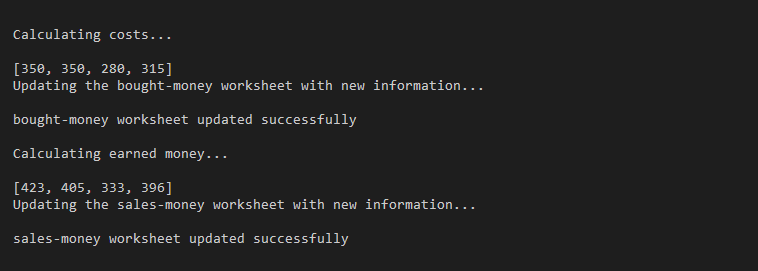 Calculating costs...
[350, 350, 280, 315]
Updating the bought-money worksheet with new information...
bought-money worksheet updated successfully
Calculating earned money...
[423, 405, 333, 396]
Updating the sales-money worksheet with new information...
sales-money worksheet updated successfully